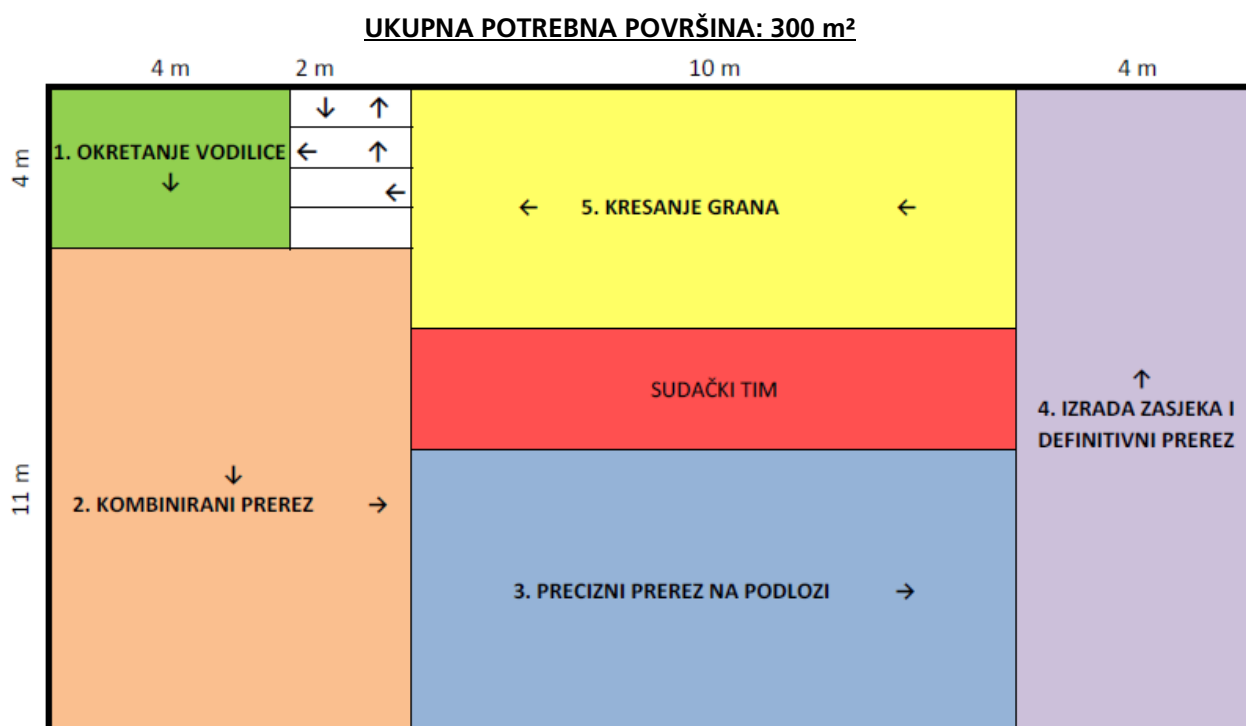 UKUPNA POTREBNA POVRŠINA: 300 m²
4 m 2 m 10 m 4 m
4 m
11 m
↓ ↑
1. OKRETANJE VODILICE ← ↑
↓
←
← 5. KRESANJE GRANA ←
SUDAČKI TIM
↑
4. IZRADA ZASJEKA I
DEFINITIVNI PREREZ
↓
2. KOMBINIRANI PREREZ →
3. PRECIZNI PREREZ NA PODLOZI →